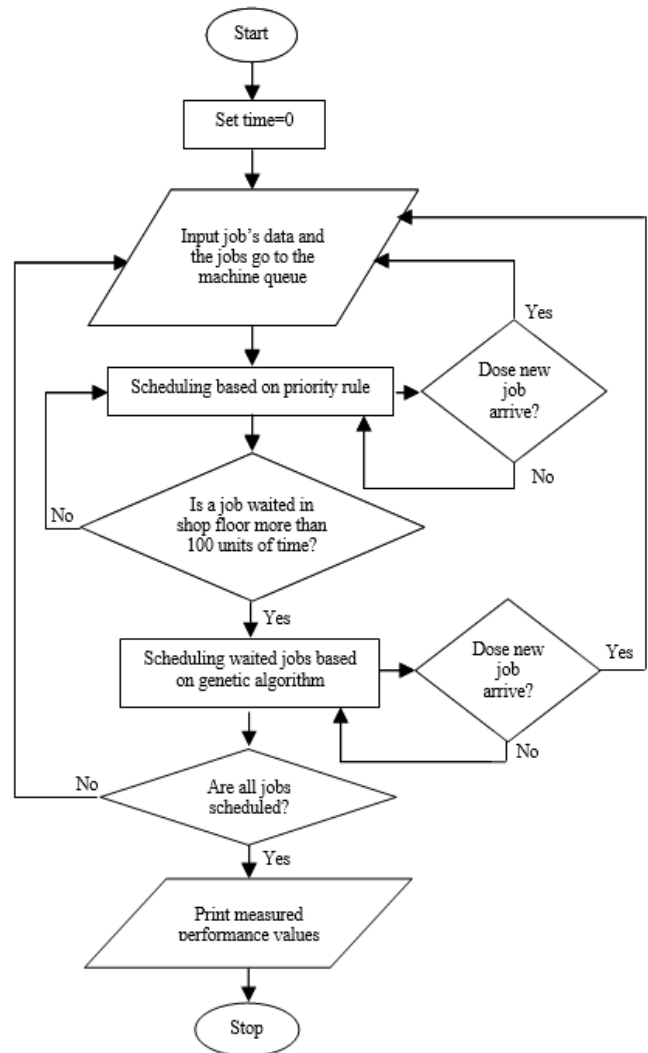 Start
Set time=0
Input job's data and
the jobs go to the
machine queue
Yes
Scheduling based on priority rule
Dose new
job
arrive?
No
Is a job waited in
shop floor more than
100 units of time?
No
Yes
Scheduling waited jobs based
on genetic algorithm
Dose new
job
arrive?
Yes
No
Are all jobs
scheduled?
No
Yes
Print measured
performance values
Stop